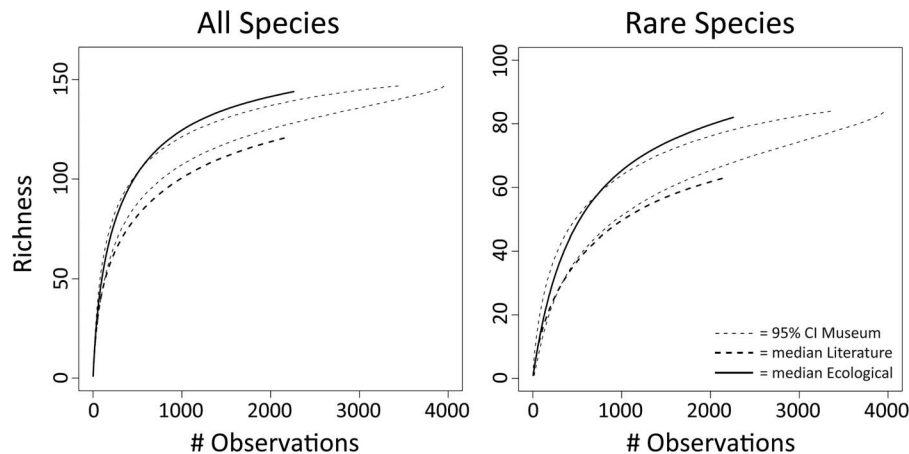 All Species
Rare Species
Richness
150
100
50
0
0 1000 2000 3000 4000
# Observations
100
80
60
40
20
0
0 1000 2000 3000 4000
# Observations
= 95% CI Museum
= median Literature
= median Ecological